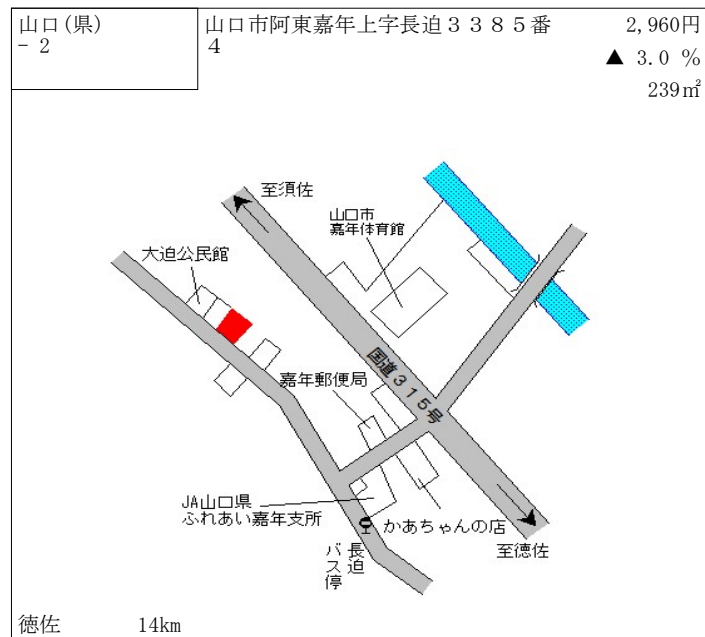 山口(県)
－2
山口市阿東嘉年上字長迫３３８５番
４
2,960円
▲ 3.0 %
239㎡
至須佐
山口市
嘉年体育館
大迫公民館
国道３１５号
嘉年郵便局
JA山口県
ふれあい嘉年支所
かあちゃんの店
長迫
バス停
至徳佐
徳佐 14km